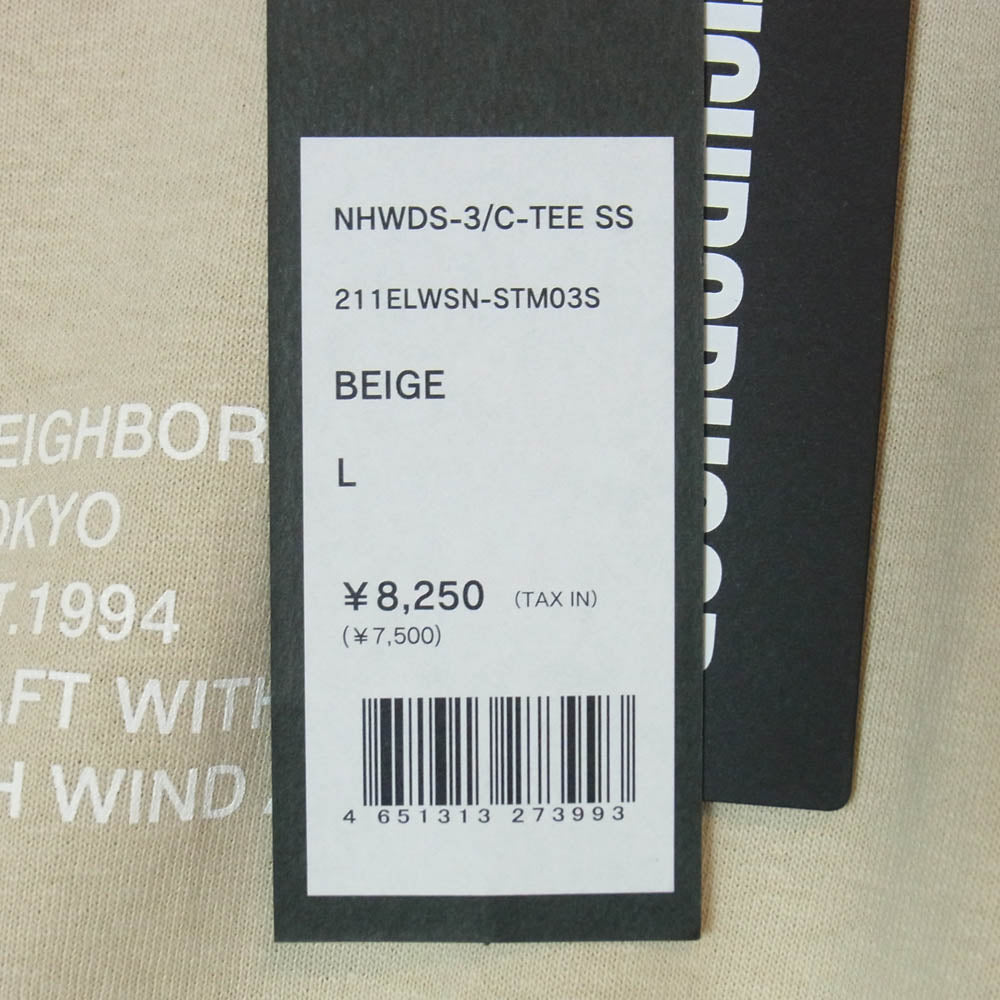 NHWDS-3/C-TEE SS
211ELWSN-STM03S
BEIGE
L
¥8,250 (TAX IN)
(¥7,500)
4 651313 273993
EIGHBOR
OKYO
T.1994
AFT WITH
H WIND